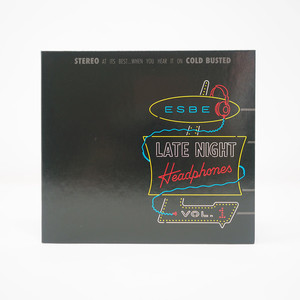 STEREO AT ITS BEST...WHEN YOU HEAR IT ON COLD BUSTED
ESBE
LATE NIGHT
Headphones
VOL. 1